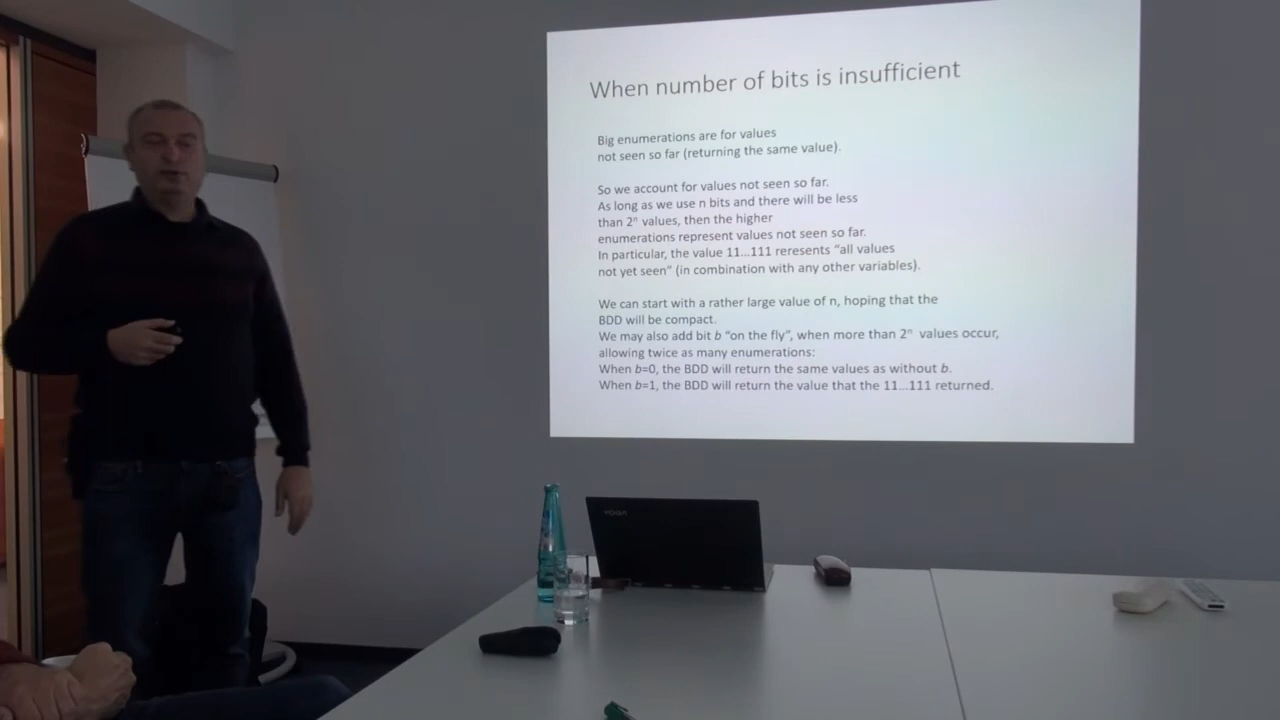 When number of bits is insufficient
Big enumerations are for values
not seen so far (returning the same value).
So we account for values not seen so far.
As long as we use n bits and there will be less
than 2ⁿ values, then the higher
enumerations represent values not seen so far.
In particular, the value 11...111 reresents “all values
not yet seen” (in combination with any other variables).
We can start with a rather large value of n, hoping that the
BDD will be compact.
We may also add bit b “on the fly”, when more than 2ⁿ values occur,
allowing twice as many enumerations:
When b=0, the BDD will return the same values as without b.
When b=1, the BDD will return the value that the 11...111 returned.
YOGA